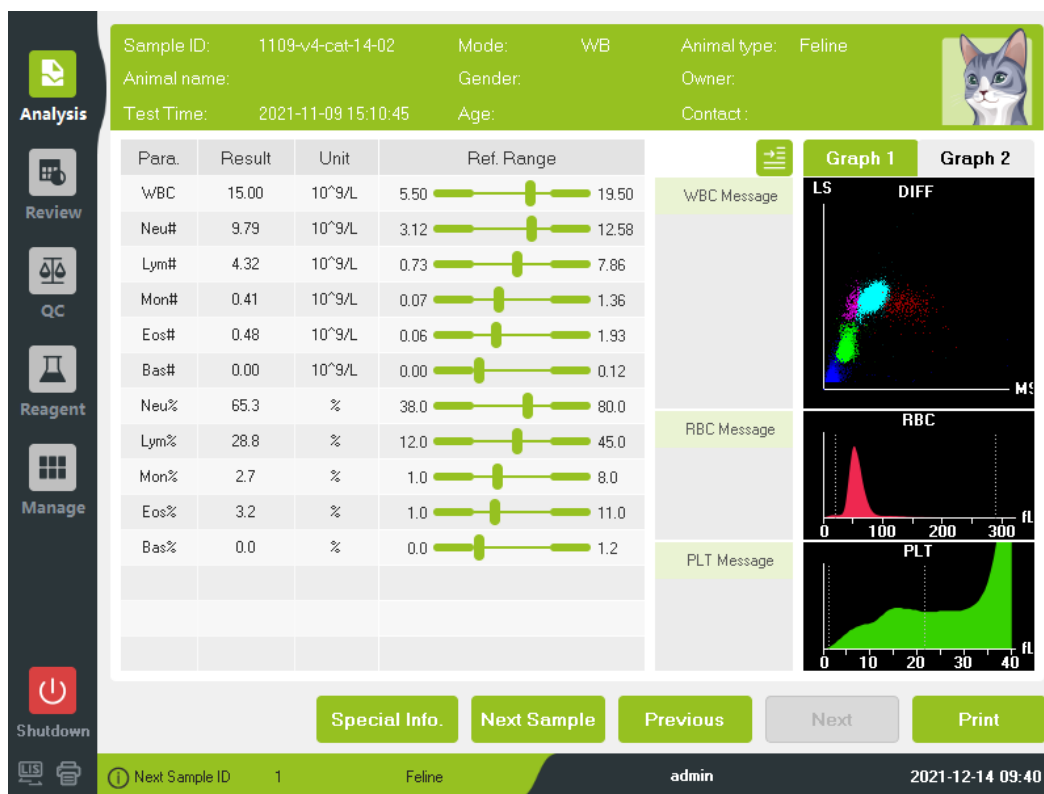 Sample ID: 1109-v4-cat-14-02 Mode: WB Animal type: Feline
Animal name: Gender: Owner:
Test Time: 2021-11-09 15:10:45 Age: Contact :
Analysis
Review
QC
Reagent
Manage
Shutdown
LIS
Para. Result Unit Ref. Range
WBC 15.00 10^9/L 5.50 19.50
Neu# 9.79 10^9/L 3.12 12.58
Lym# 4.32 10^9/L 0.73 7.86
Mon# 0.41 10^9/L 0.07 1.36
Eos# 0.48 10^9/L 0.06 1.93
Bas# 0.00 10^9/L 0.00 0.12
Neu% 65.3 % 38.0 80.0
Lym% 28.8 % 12.0 45.0
Mon% 2.7 % 1.0 8.0
Eos% 3.2 % 1.0 11.0
Bas% 0.0 % 0.0 1.2
WBC Message
RBC Message
PLT Message
Graph 1 Graph 2
LS DIFF
MS
RBC
0 100 200 300 fL
PLT
0 10 20 30 40 fL
Special Info. Next Sample Previous Next Print
Next Sample ID 1 Feline admin 2021-12-14 09:40